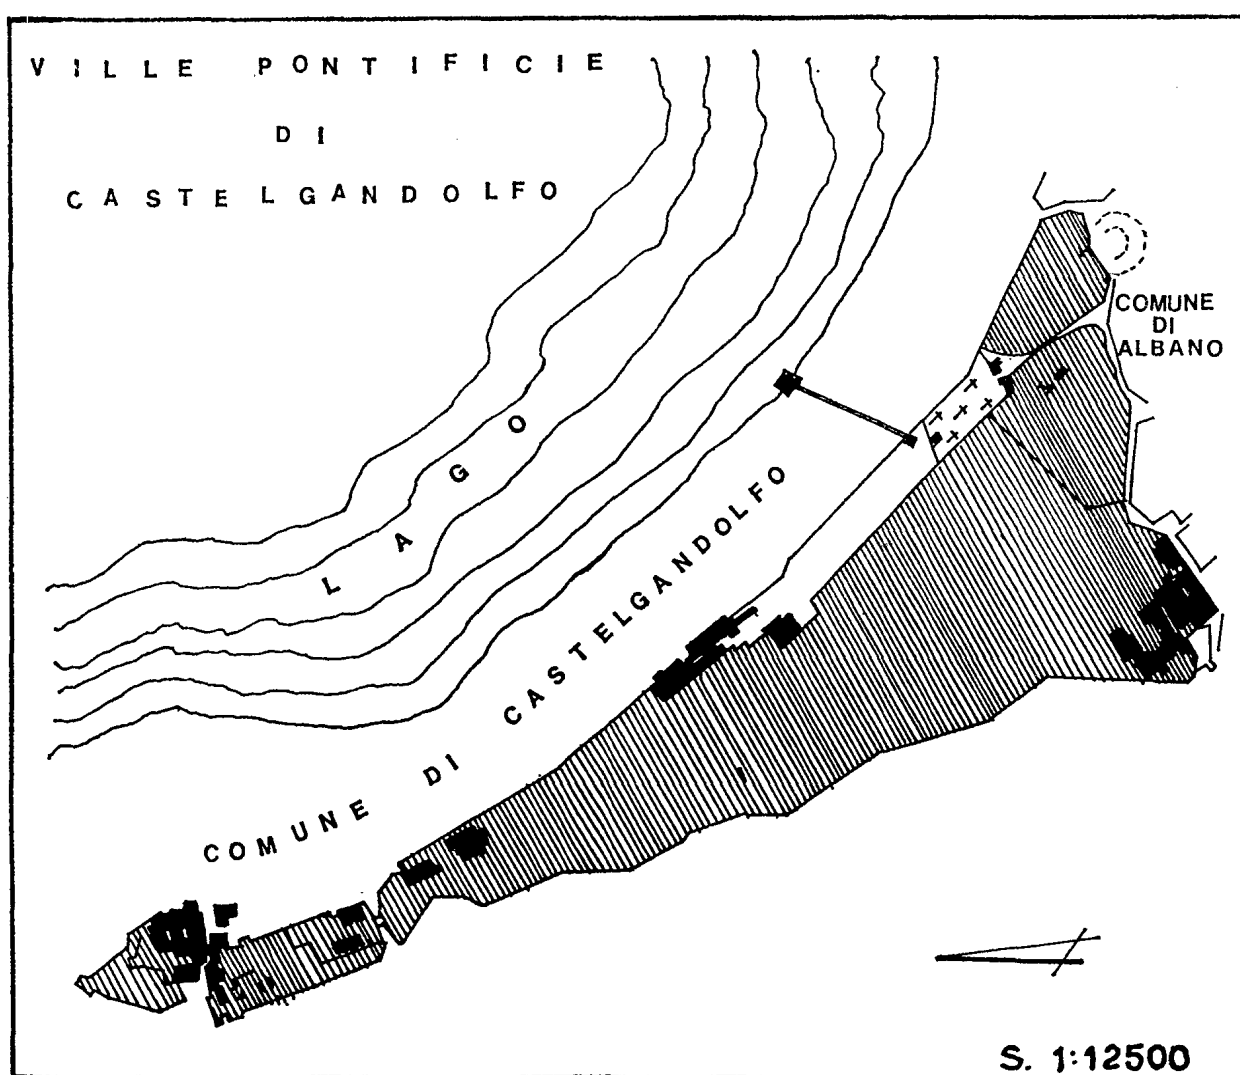 VILLE PONTIFICIE
DI
CASTELGANDOLFO
COMUNE
DI
ALBANO
LAGO
COMUNE DI CASTELGANDOLFO
S. 1:12500